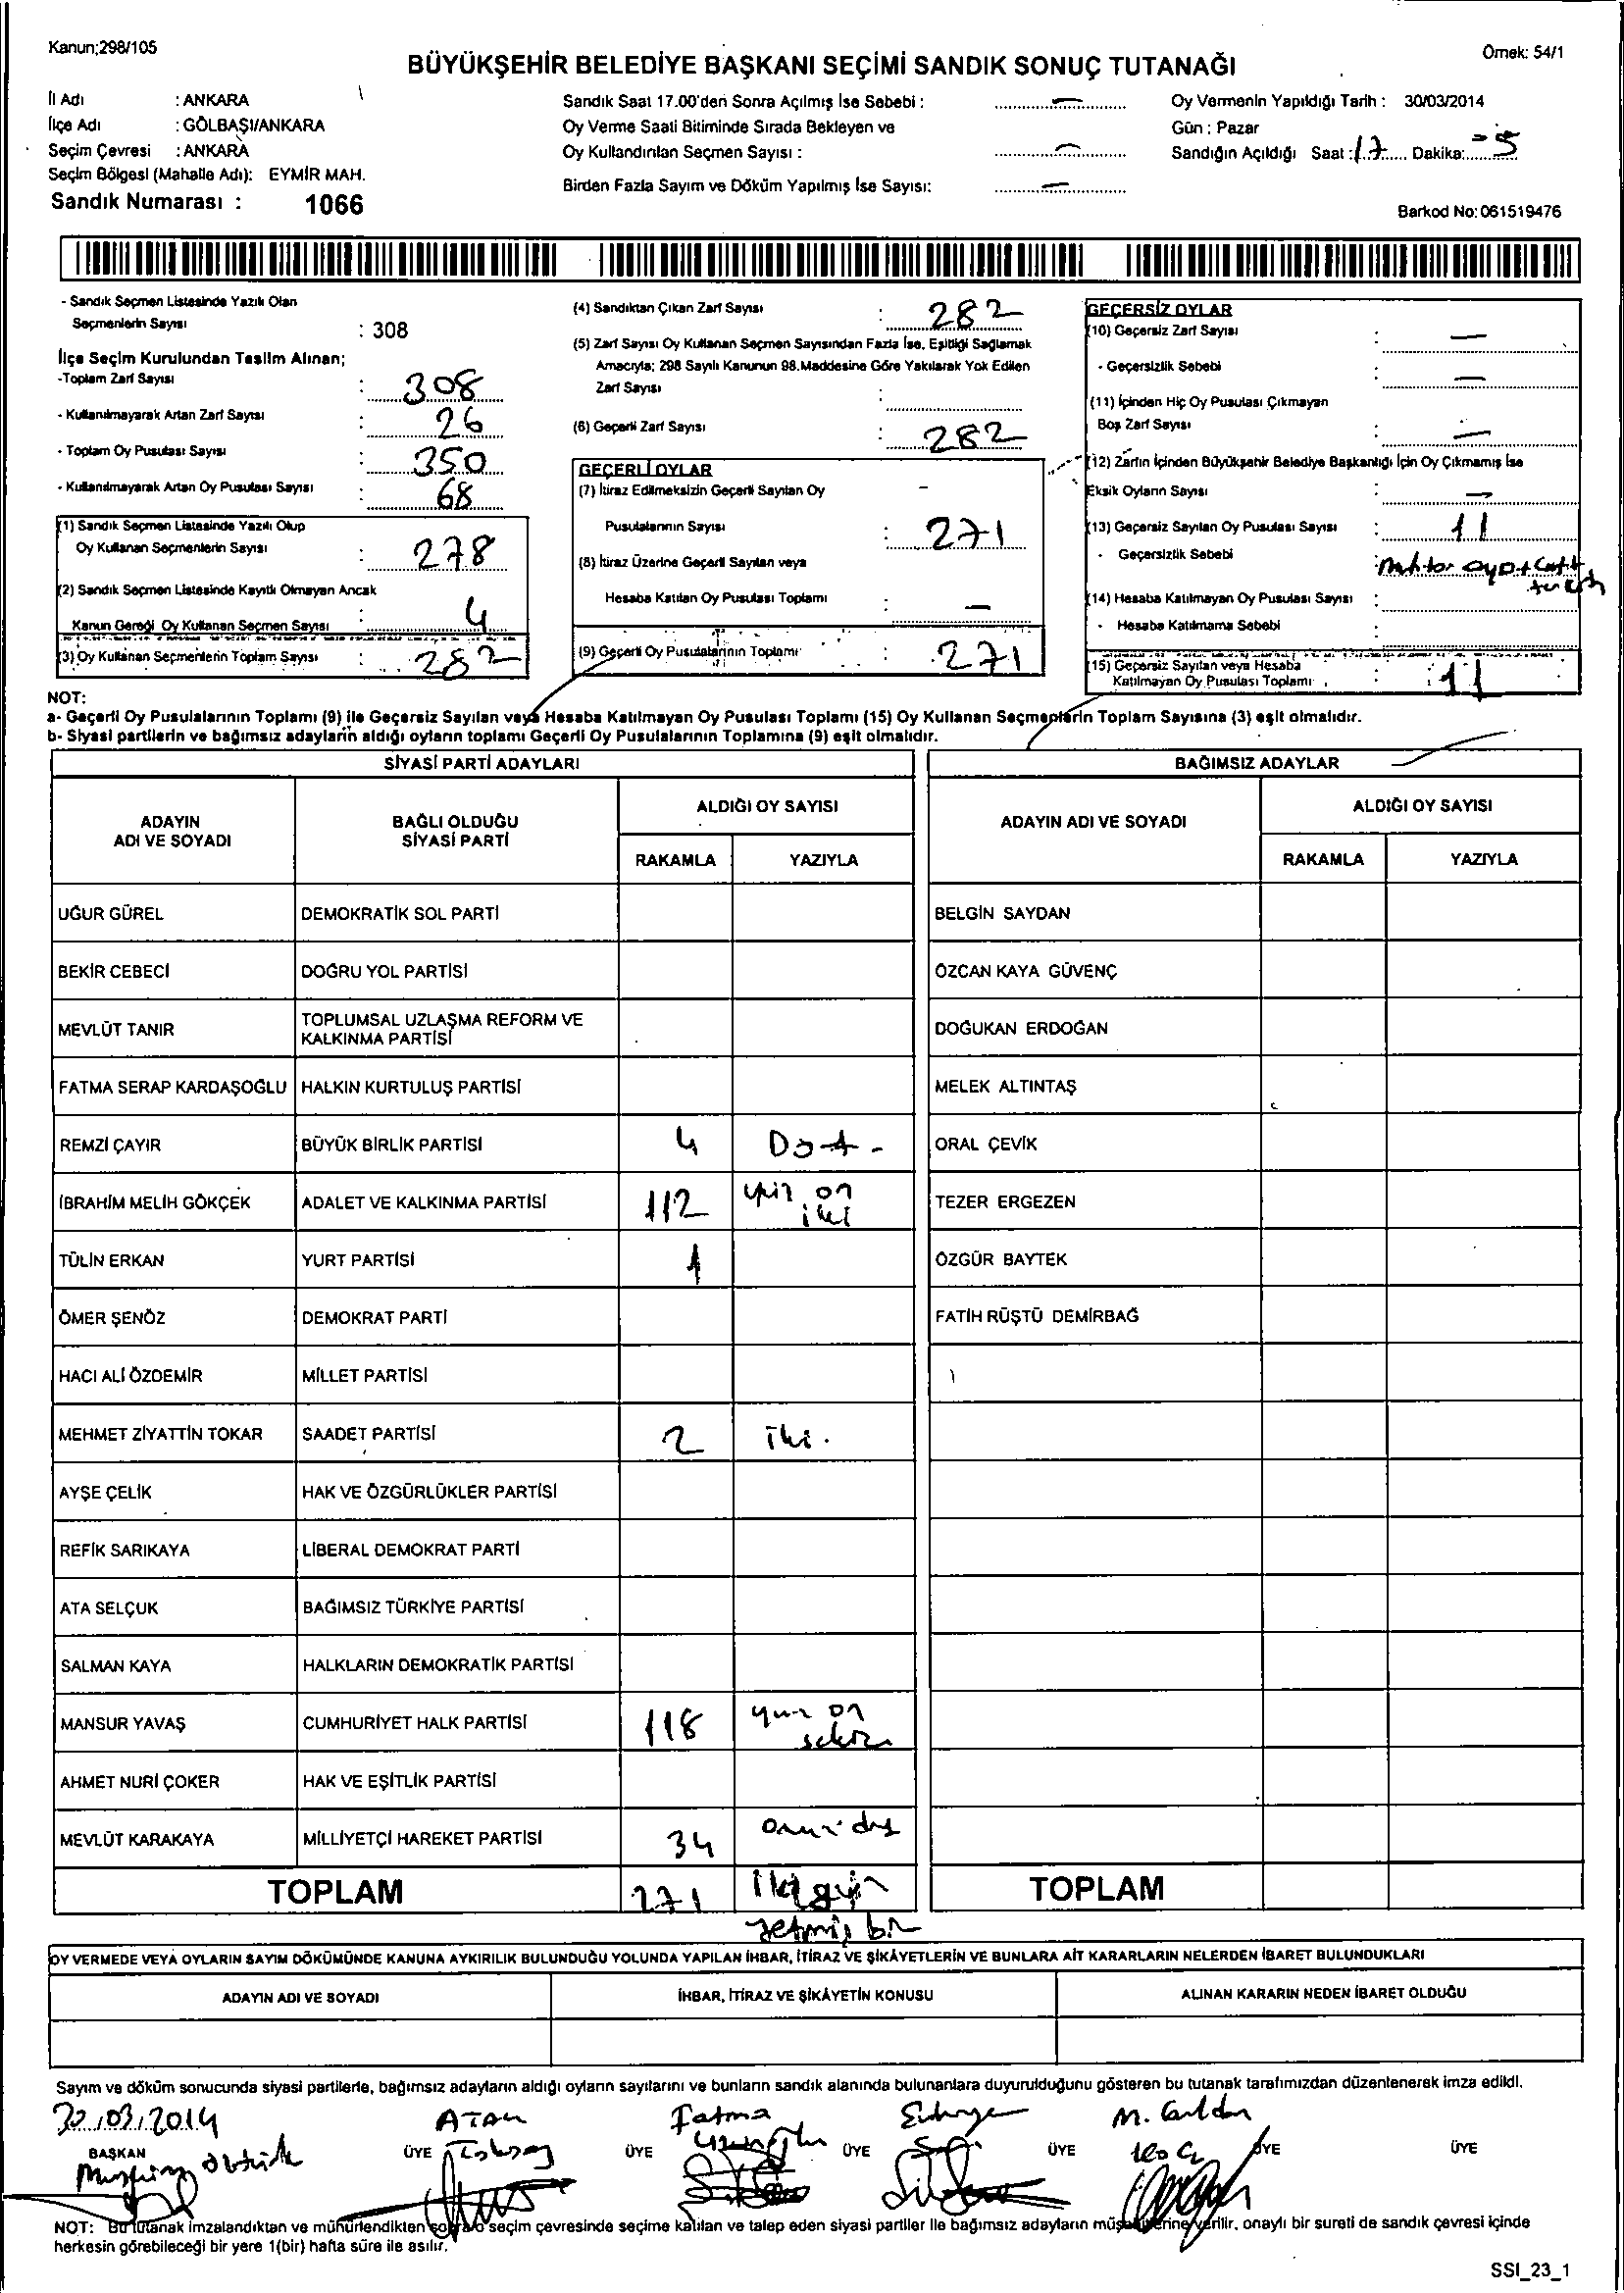 Kanun;298/105
Örnek: 54/1
BÜYÜKŞEHİR BELEDİYE BAŞKANI SEÇİMİ SANDIK SONUÇ TUTANAĞI
İl Adı : ANKARA
İlçe Adı : GÖLBAŞI/ANKARA
Seçim Çevresi : ANKARA
Seçim Bölgesi (Mahalle Adı): EYMİR MAH.
Sandık Numarası : 1066
Sandık Saat 17.00'den Sonra Açılmış İse Sebebi : —
Oy Verme Saati Bitiminde Sırada Bekleyen ve
Oy Kullandırılan Seçmen Sayısı : —
Birden Fazla Sayım ve Döküm Yapılmış İse Sayısı: —
Oy Vermenin Yapıldığı Tarih : 30/03/2014
Gün : Pazar
Sandığın Açıldığı Saat : 17 Dakika: 5
Barkod No: 061519476
- Sandık Seçmen Listesinde Yazılı Olan
Seçmenlerin Sayısı : 308
İlçe Seçim Kurulundan Teslim Alınan;
-Toplam Zarf Sayısı : 308
- Kullanılmayarak Artan Zarf Sayısı : 26
- Toplam Oy Pusulası Sayısı : 350
- Kullanılmayarak Artan Oy Pusulası Sayısı : 68
(1) Sandık Seçmen Listesinde Yazılı Olup
Oy Kullanan Seçmenlerin Sayısı : 278
(2) Sandık Seçmen Listesinde Kayıtlı Olmayan Ancak
Kanun Gereği Oy Kullanan Seçmen Sayısı : 4
(3) Oy Kullanan Seçmenlerin Toplam Sayısı : 282
(4) Sandıktan Çıkan Zarf Sayısı : 282
(5) Zarf Sayısı Oy Kullanan Seçmen Sayısından Fazla İse, Eşitliği Sağlamak
Amacıyla; 298 Sayılı Kanunun 98.Maddesine Göre Yakılarak Yok Edilen
Zarf Sayısı :
(6) Geçerli Zarf Sayısı : 282
GEÇERLİ OYLAR
(7) İtiraz Edilmeksizin Geçerli Sayılan Oy
Pusulalarının Sayısı : 271
(8) İtiraz Üzerine Geçerli Sayılan veya
Hesaba Katılan Oy Pusulası Toplamı : —
(9) Geçerli Oy Pusulalarının Toplamı : 271
GEÇERSİZ OYLAR
(10) Geçersiz Zarf Sayısı : —
- Geçersizlik Sebebi : —
(11) İçinden Hiç Oy Pusulası Çıkmayan
Boş Zarf Sayısı : —
(12) Zarfın İçinden Büyükşehir Belediye Başkanlığı İçin Oy Çıkmamış İse
Eksik Oyların Sayısı : —
(13) Geçersiz Sayılan Oy Pusulası Sayısı : 11
- Geçersizlik Sebebi :
(14) Hesaba Katılmayan Oy Pusulası Sayısı :
- Hesaba Katılmama Sebebi :
(15) Geçersiz Sayılan veya Hesaba
Katılmayan Oy Pusulası Toplamı : 11
NOT:
a- Geçerli Oy Pusulalarının Toplamı (9) ile Geçersiz Sayılan veya Hesaba Katılmayan Oy Pusulası Toplamı (15) Oy Kullanan Seçmenlerin Toplam Sayısına (3) eşit olmalıdır.
b- Siyasi partilerin ve bağımsız adayların aldığı oyların toplamı Geçerli Oy Pusulalarının Toplamına (9) eşit olmalıdır.
SİYASİ PARTİ ADAYLARI
ADAYIN ADI VE SOYADI
BAĞLI OLDUĞU SİYASİ PARTİ
ALDIĞI OY SAYISI
RAKAMLA YAZIYLA
UĞUR GÜREL DEMOKRATİK SOL PARTİ
BEKİR CEBECİ DOĞRU YOL PARTİSİ
MEVLÜT TANIR TOPLUMSAL UZLAŞMA REFORM VE
KALKINMA PARTİSİ
FATMA SERAP KARDAŞOĞLU HALKIN KURTULUŞ PARTİSİ
REMZİ ÇAYIR BÜYÜK BİRLİK PARTİSİ 4 Dört -
İBRAHİM MELİH GÖKÇEK ADALET VE KALKINMA PARTİSİ 112 yüz on
iki
TÜLİN ERKAN YURT PARTİSİ 1
ÖMER ŞENÖZ DEMOKRAT PARTİ
HACI ALİ ÖZDEMİR MİLLET PARTİSİ
MEHMET ZİYATTİN TOKAR SAADET PARTİSİ 2 iki.
AYŞE ÇELİK HAK VE ÖZGÜRLÜKLER PARTİSİ
REFİK SARIKAYA LİBERAL DEMOKRAT PARTİ
ATA SELÇUK BAĞIMSIZ TÜRKİYE PARTİSİ
SALMAN KAYA HALKLARIN DEMOKRATİK PARTİSİ
MANSUR YAVAŞ CUMHURİYET HALK PARTİSİ 118 yüz on
sekiz
AHMET NURİ ÇOKER HAK VE EŞİTLİK PARTİSİ
MEVLÜT KARAKAYA MİLLİYETÇİ HAREKET PARTİSİ 34
TOPLAM 271 iki yüz
yetmiş bir
BAĞIMSIZ ADAYLAR
ADAYIN ADI VE SOYADI
ALDIĞI OY SAYISI
RAKAMLA YAZIYLA
BELGİN SAYDAN
ÖZCAN KAYA GÜVENÇ
DOĞUKAN ERDOĞAN
MELEK ALTINTAŞ
ORAL ÇEVİK
TEZER ERGEZEN
ÖZGÜR BAYTEK
FATİH RÜŞTÜ DEMİRBAĞ
TOPLAM
OY VERMEDE VEYA OYLARIN SAYIM DÖKÜMÜNDE KANUNA AYKIRILIK BULUNDUĞU YOLUNDA YAPILAN İHBAR, İTİRAZ VE ŞİKÂYETLERİN VE BUNLARA AİT KARARLARIN NELERDEN İBARET BULUNDUKLARI
ADAYIN ADI VE SOYADI İHBAR, İTİRAZ VE ŞİKÂYETİN KONUSU ALINAN KARARIN NEDEN İBARET OLDUĞU
Sayım ve döküm sonucunda siyasi partilerle, bağımsız adayların aldığı oyların sayılarını ve bunların sandık alanında bulunanlara duyurulduğunu gösteren bu tutanak tarafımızdan düzenlenerek imza edildi.
30.03.2014 Fatma
BAŞKAN ÜYE ÜYE ÜYE ÜYE ÜYE ÜYE
NOT: Bu tutanak imzalandıktan ve mühürlendikten sonra o seçim çevresinde seçime katılan ve talep eden siyasi partiler ile bağımsız adayların müşahitlerine verilir, onaylı bir sureti de sandık çevresi içinde
herkesin görebileceği bir yere 1(bir) hafta süre ile asılır.
SSI_23_1